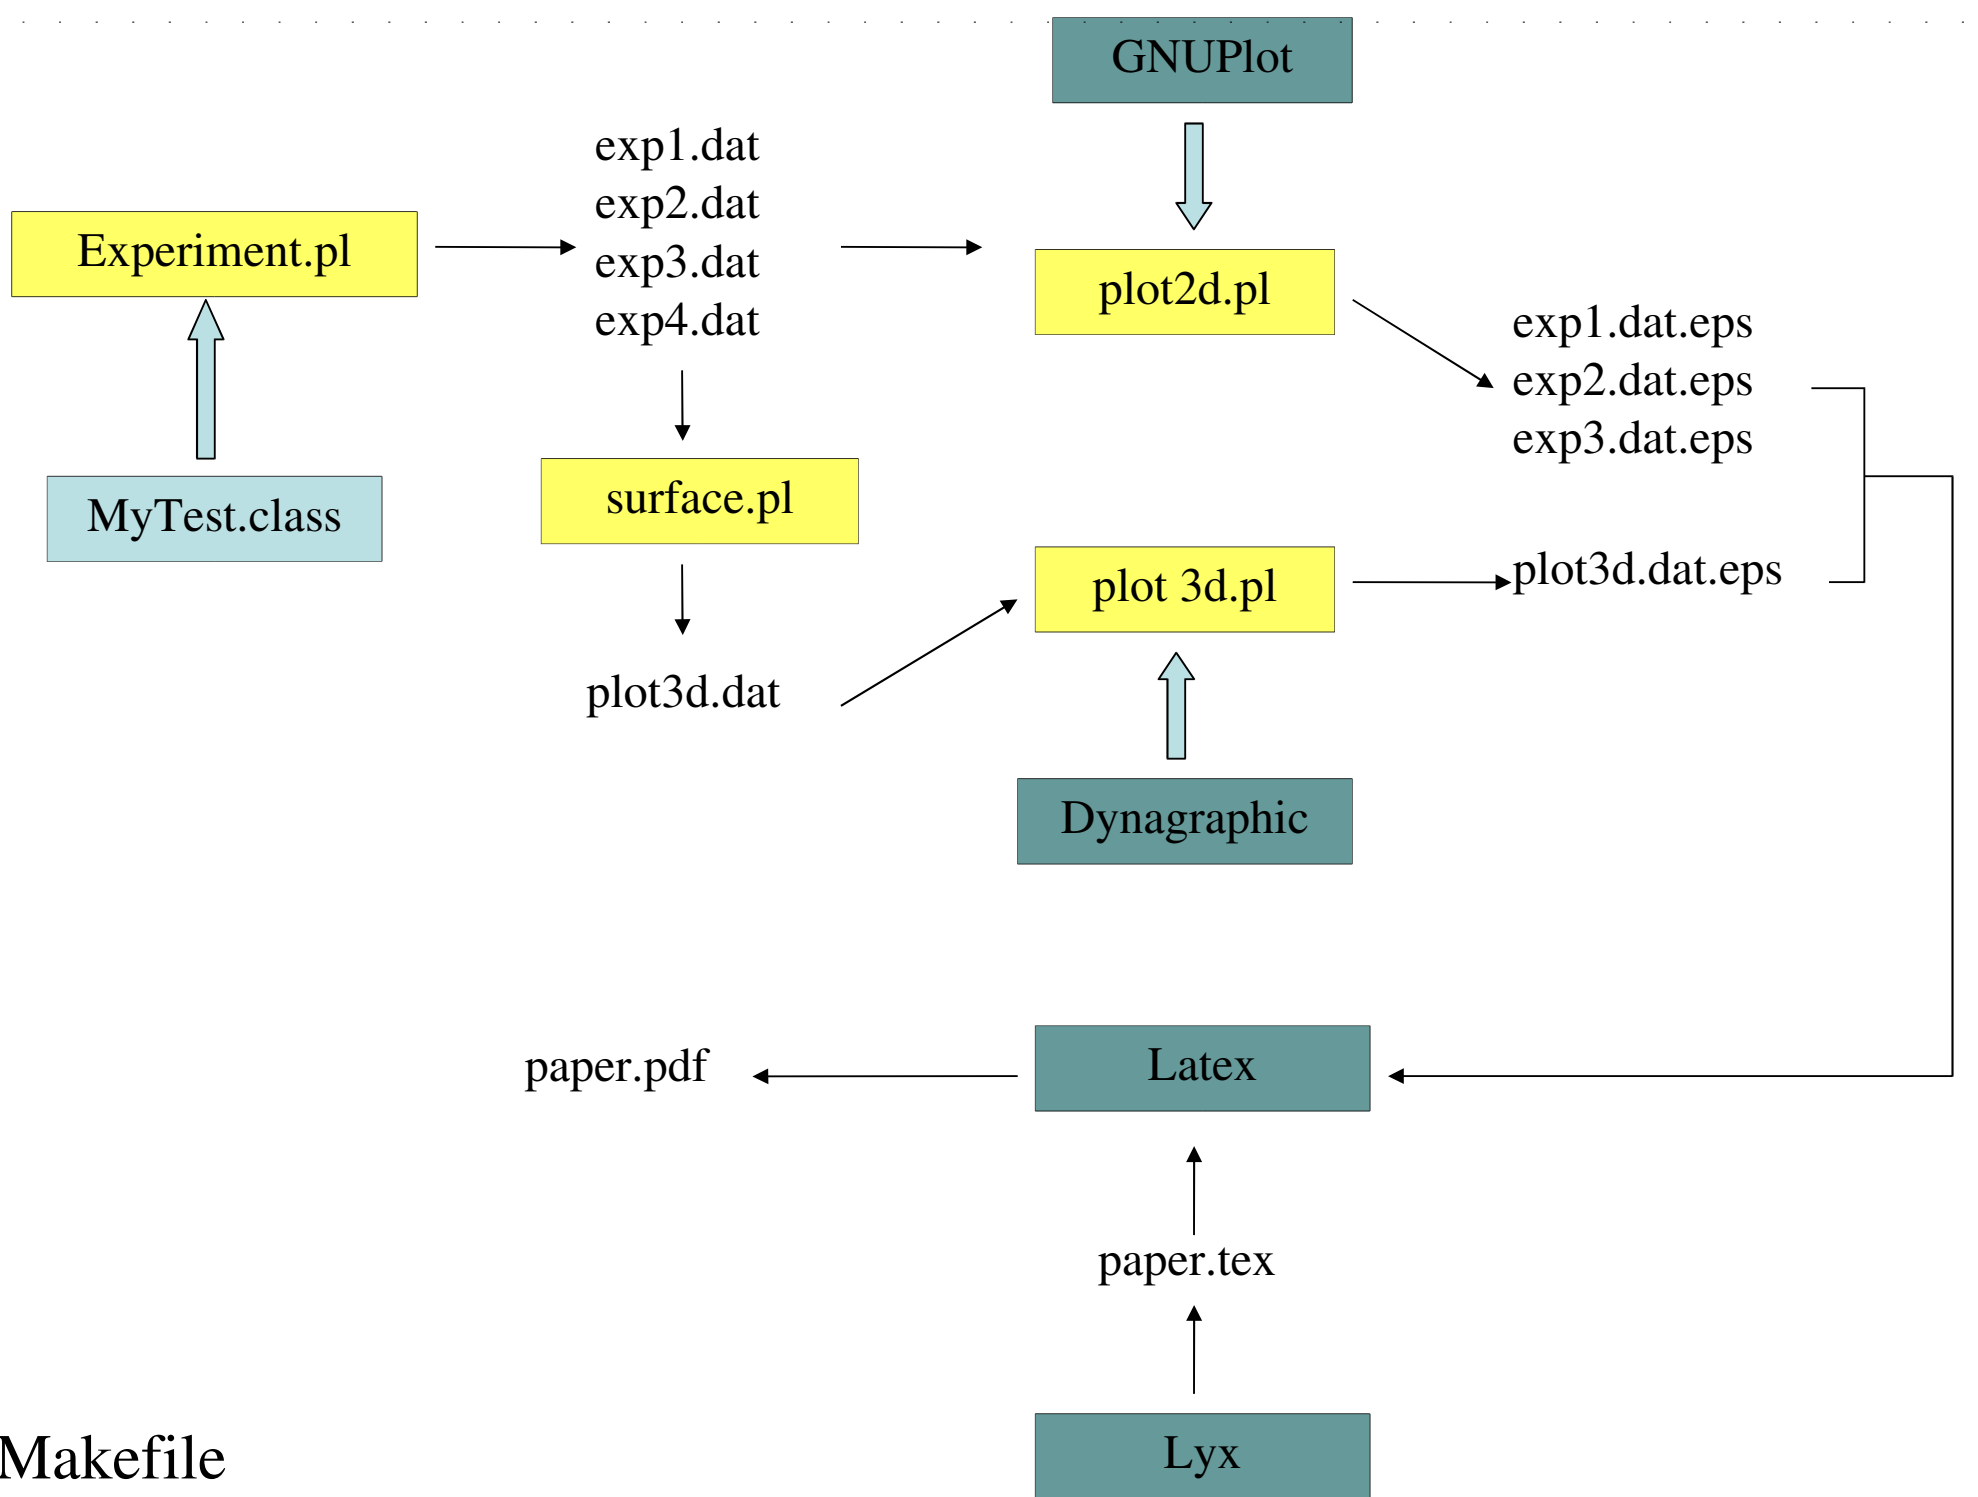 GNUPlot
exp1.dat
exp2.dat
exp3.dat
exp4.dat
Experiment.pl
plot2d.pl
exp1.dat.eps
exp2.dat.eps
exp3.dat.eps
MyTest.class
surface.pl
plot 3d.pl
plot3d.dat.eps
plot3d.dat
Dynagraphic
paper.pdf
Latex
paper.tex
Makefile
Lyx